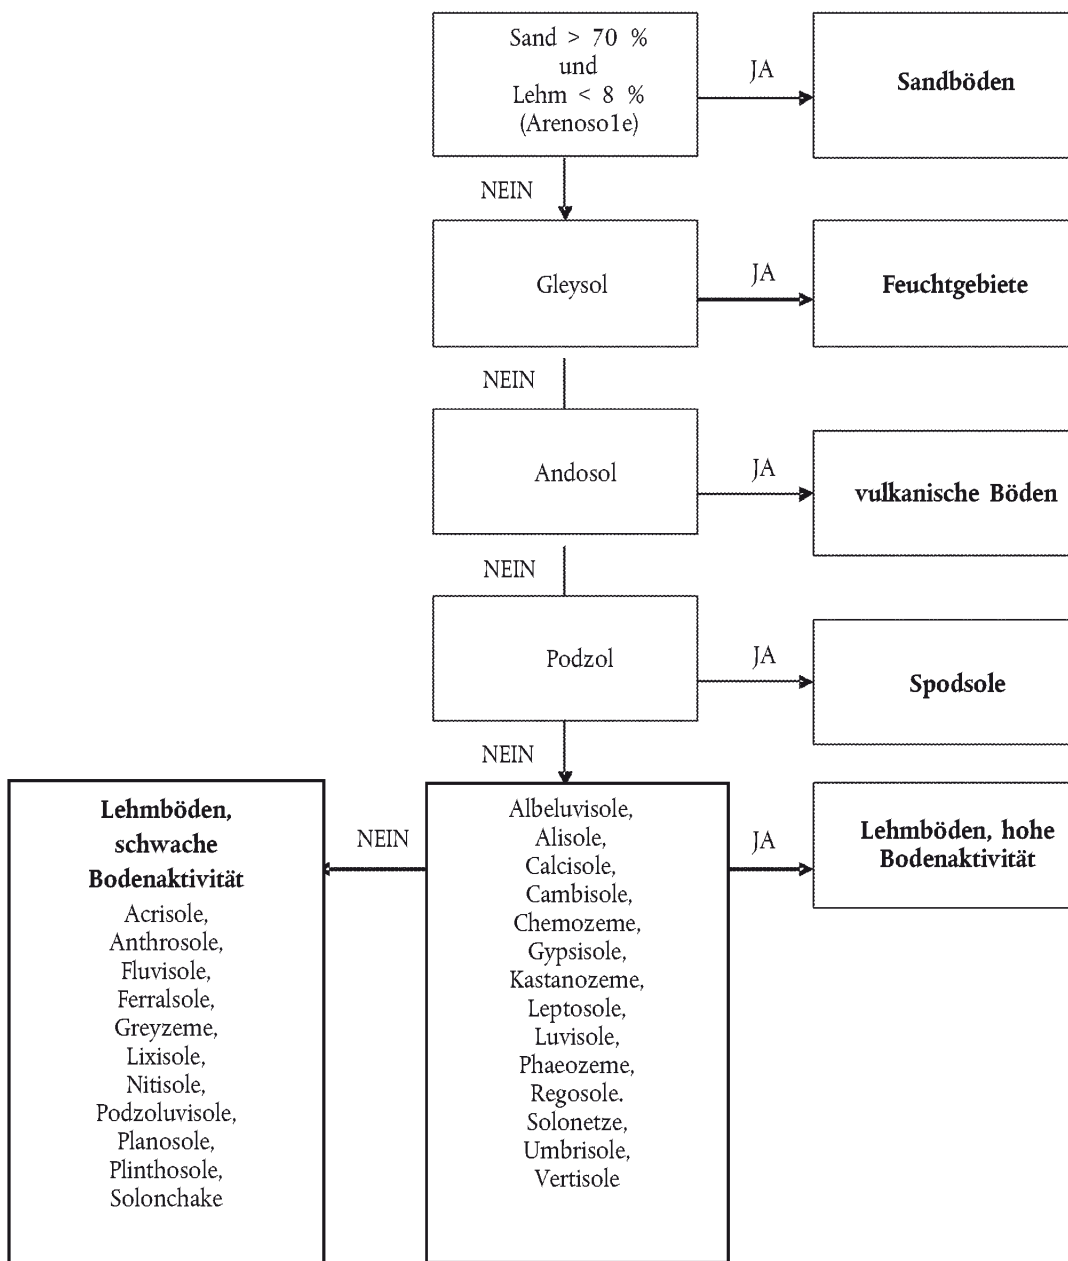 Sand > 70 %
und
Lehm < 8 %
(Arenoso1e)
JA
Sandböden
NEIN
Gleysol
JA
Feuchtgebiete
NEIN
Andosol
JA
vulkanische Böden
NEIN
Podzol
JA
Spodsole
NEIN
Lehmböden,
schwache
Bodenaktivität
Acrisole,
Anthrosole,
Fluvisole,
Ferralsole,
Greyzeme,
Lixisole,
Nitisole,
Podzoluvisole,
Planosole,
Plinthosole,
Solonchake
NEIN
Albeluvisole,
Alisole,
Calcisole,
Cambisole,
Chemozeme,
Gypsisole,
Kastanozeme,
Leptosole,
Luvisole,
Phaeozeme,
Regosole.
Solonetze,
Umbrisole,
Vertisole
JA
Lehmböden, hohe
Bodenaktivität